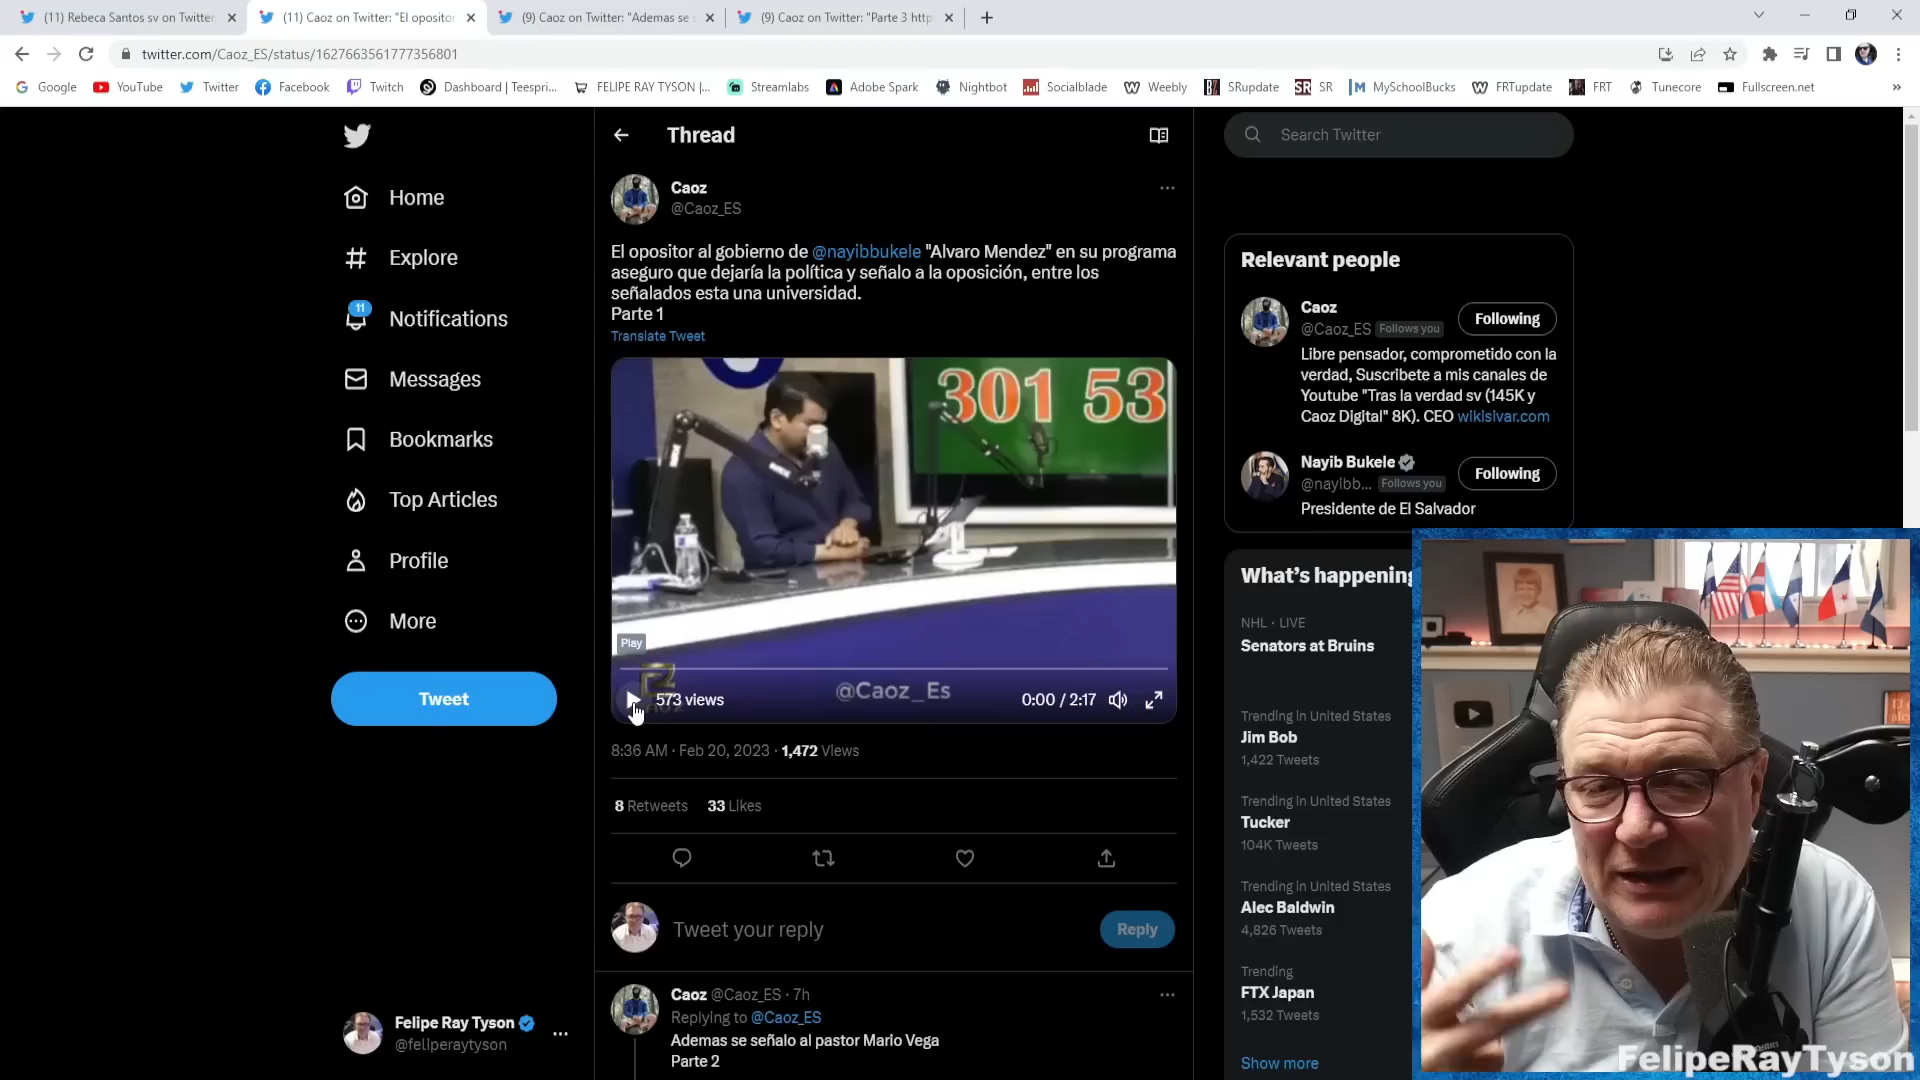 (11) Rebeca Santos sv on Twitter
(11) Caoz on Twitter: "El opositor
(9) Caoz on Twitter: "Ademas se s
(9) Caoz on Twitter: "Parte 3 http
twitter.com/Caoz_ES/status/1627663561777356801
Google
YouTube
Twitter
Facebook
Twitch
Dashboard | Teespri...
FELIPE RAY TYSON |...
Streamlabs
Adobe Spark
Nightbot
Socialblade
Weebly
SRupdate
SR SR
MySchoolBucks
FRTupdate
FRT
Tunecore
Fullscreen.net
»
Home
Explore
11
Notifications
Messages
Bookmarks
Top Articles
Profile
More
Tweet
Felipe Ray Tyson
@feliperaytyson
Thread
Caoz
@Caoz_ES
El opositor al gobierno de @nayibbukele "Alvaro Mendez" en su programa
aseguro que dejaría la política y señalo a la oposición, entre los
señalados esta una universidad.
Parte 1
Translate Tweet
301 53
Play
573 views
@Caoz_Es
0:00 / 2:17
8:36 AM · Feb 20, 2023 · 1,472 Views
8 Retweets 33 Likes
Tweet your reply
Reply
Caoz @Caoz_ES · 7h
Replying to @Caoz_ES
Ademas se señalo al pastor Mario Vega
Parte 2
Search Twitter
Relevant people
Caoz
@Caoz_ES Follows you
Following
Libre pensador, comprometido con la
verdad, Suscribete a mis canales de
Youtube "Tras la verdad sv (145K y
Caoz Digital" 8K). CEO wikisivar.com
Nayib Bukele
@nayibb... Follows you
Following
Presidente de El Salvador
What's happening
NHL · LIVE
Senators at Bruins
Trending in United States
Jim Bob
1,422 Tweets
Trending in United States
Tucker
104K Tweets
Trending in United States
Alec Baldwin
4,826 Tweets
Trending
FTX Japan
1,532 Tweets
Show more
FelipeRayTyson